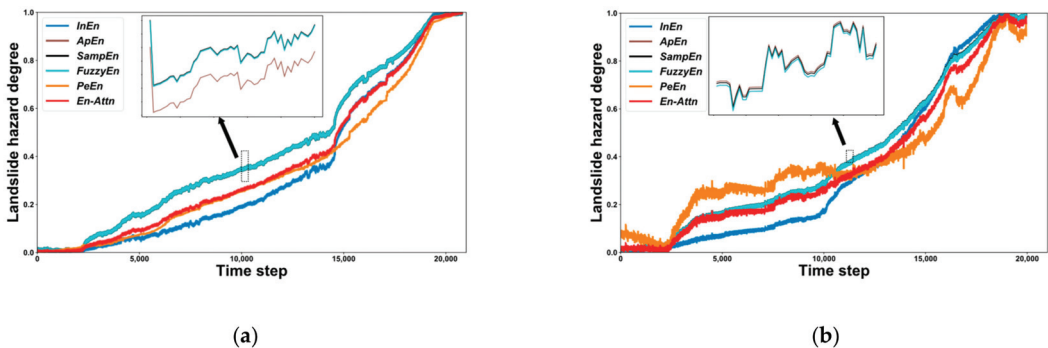 Landslide hazard degree
1.0
0.8
0.6
0.4
0.2
0.0
InEn
ApEn
SampEn
FuzzyEn
PeEn
En-Attn
0
5,000
10,000
15,000
20,000
Time step
(a)
Landslide hazard degree
1.0
0.8
0.6
0.4
0.2
0.0
InEn
ApEn
SampEn
FuzzyEn
PeEn
En-Attn
0
5,000
10,000
15,000
20,000
Time step
(b)